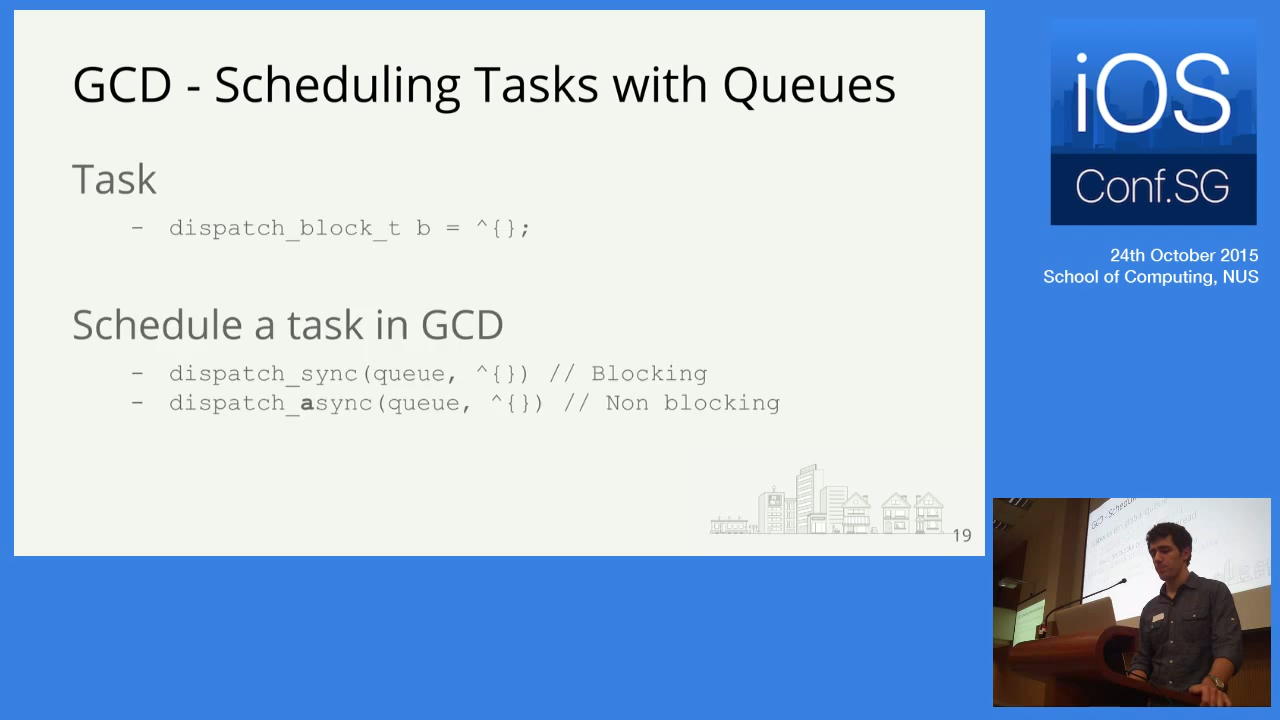 GCD - Scheduling Tasks with Queues
Task
- dispatch_block_t b = ^{};
Schedule a task in GCD
- dispatch_sync(queue, ^{}) // Blocking
- dispatch_async(queue, ^{}) // Non blocking
19
iOS
Conf.SG
24th October 2015
School of Computing, NUS